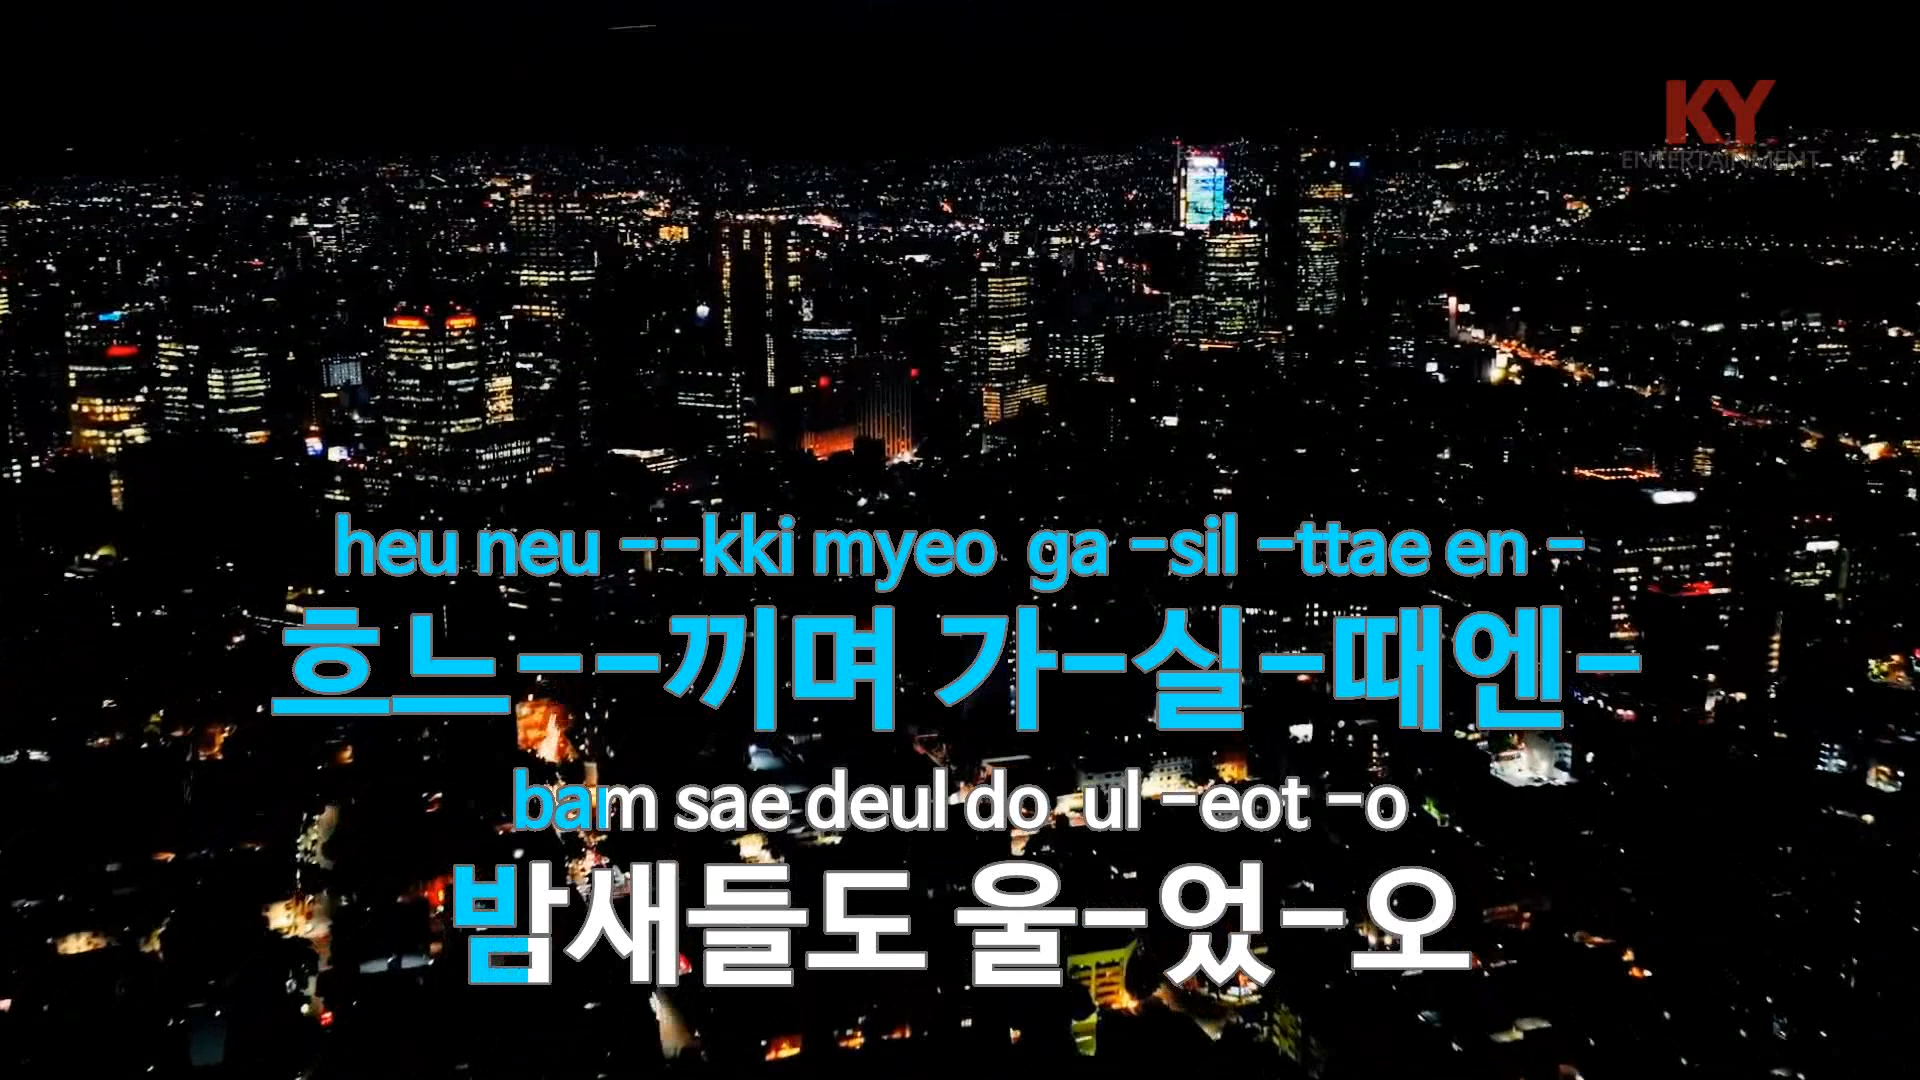 KY
ENTERTAINMENT
heu neu --kki myeo ga -sil -ttae en -
흐느--끼며 가-실-때엔-
bam sae deul do ul -eot -o
밤새들도 울-었-오